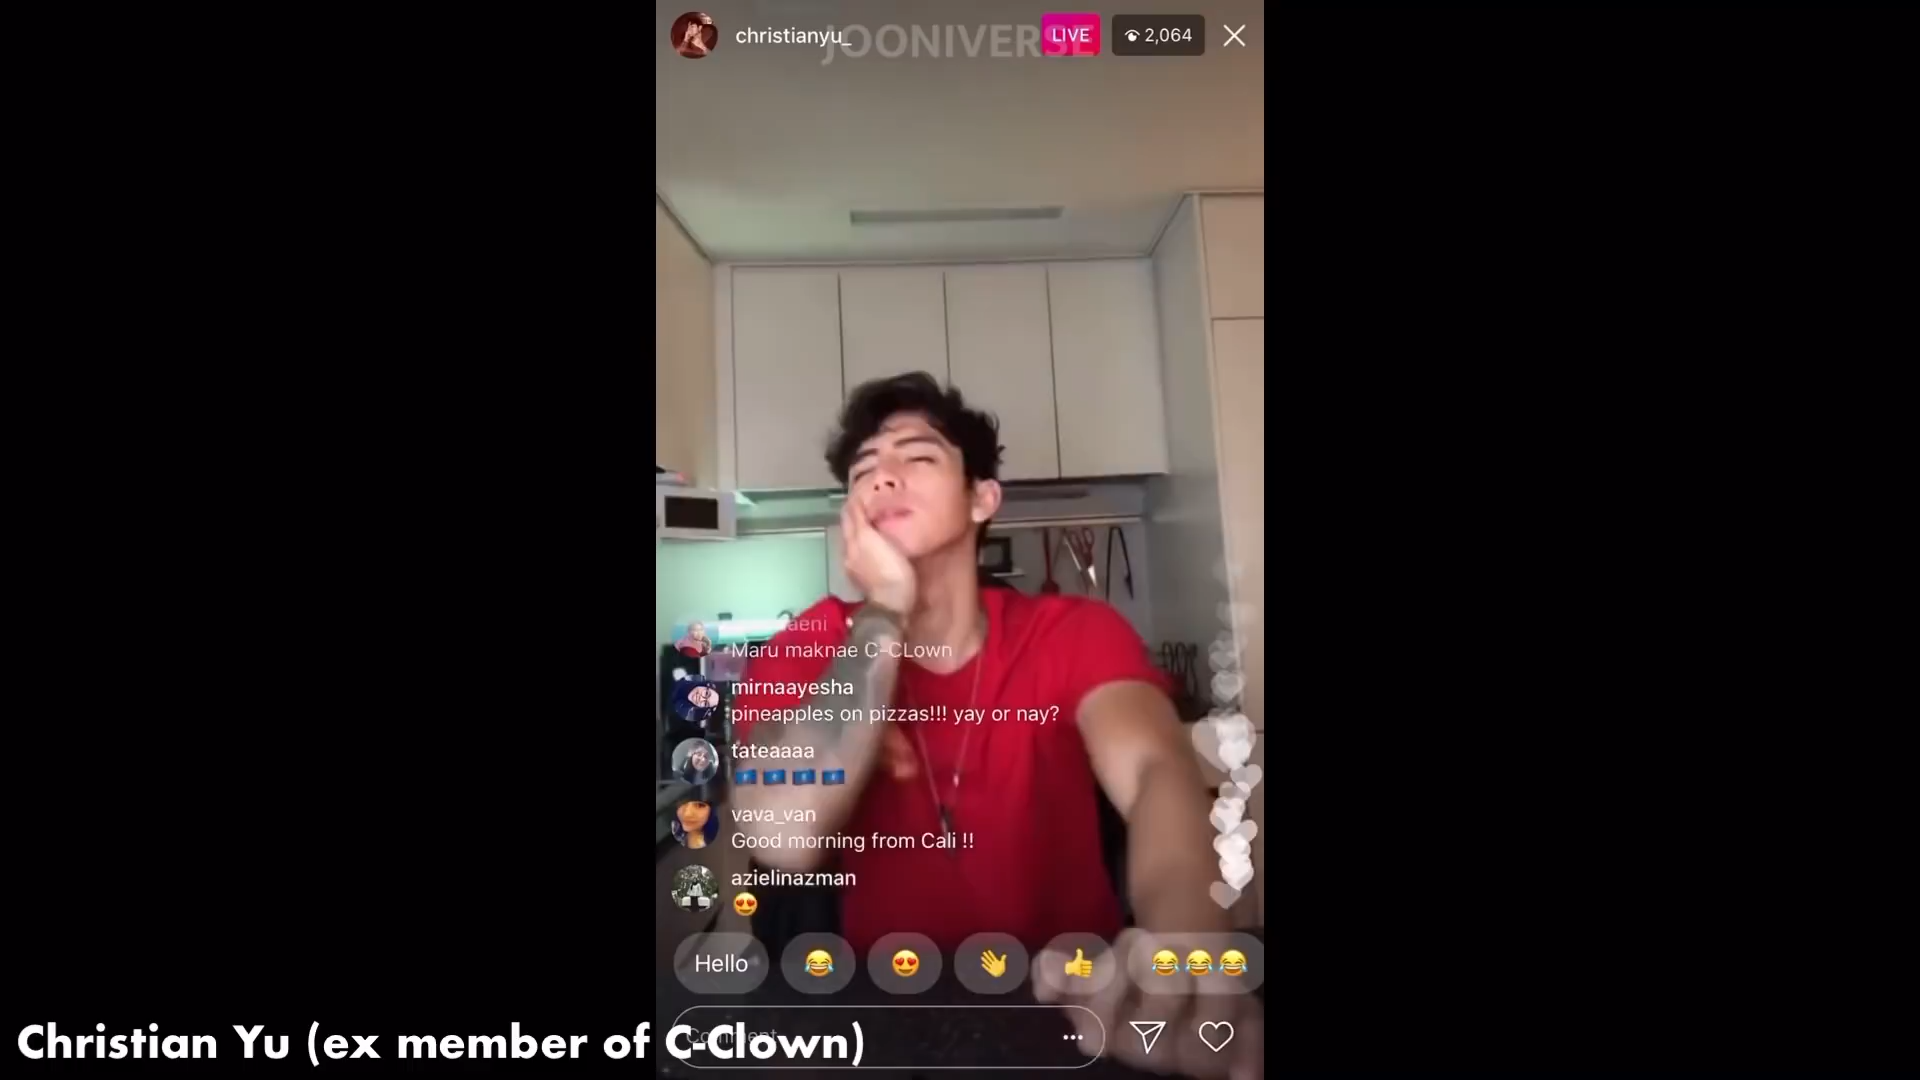 christianyu_
JOONIVERSE
LIVE
2,064
Maru maknae C-CLown
mirnaayesha
pineapples on pizzas!!! yay or nay?
tateaaaa
vava_van
Good morning from Cali !!
azielinazman
Hello
Comment
Christian Yu (ex member of C-Clown)